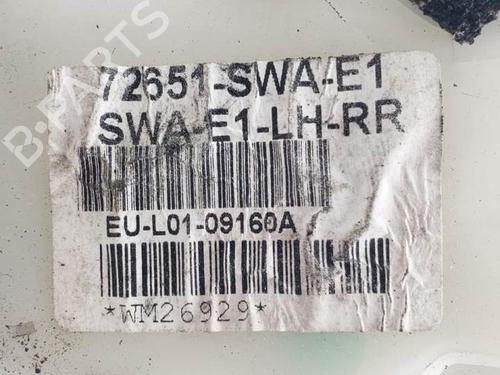 72651-SWA-E1
SWA-E1-LH-RR
EU-L01-09160A
*WM26929*
B-PARTS